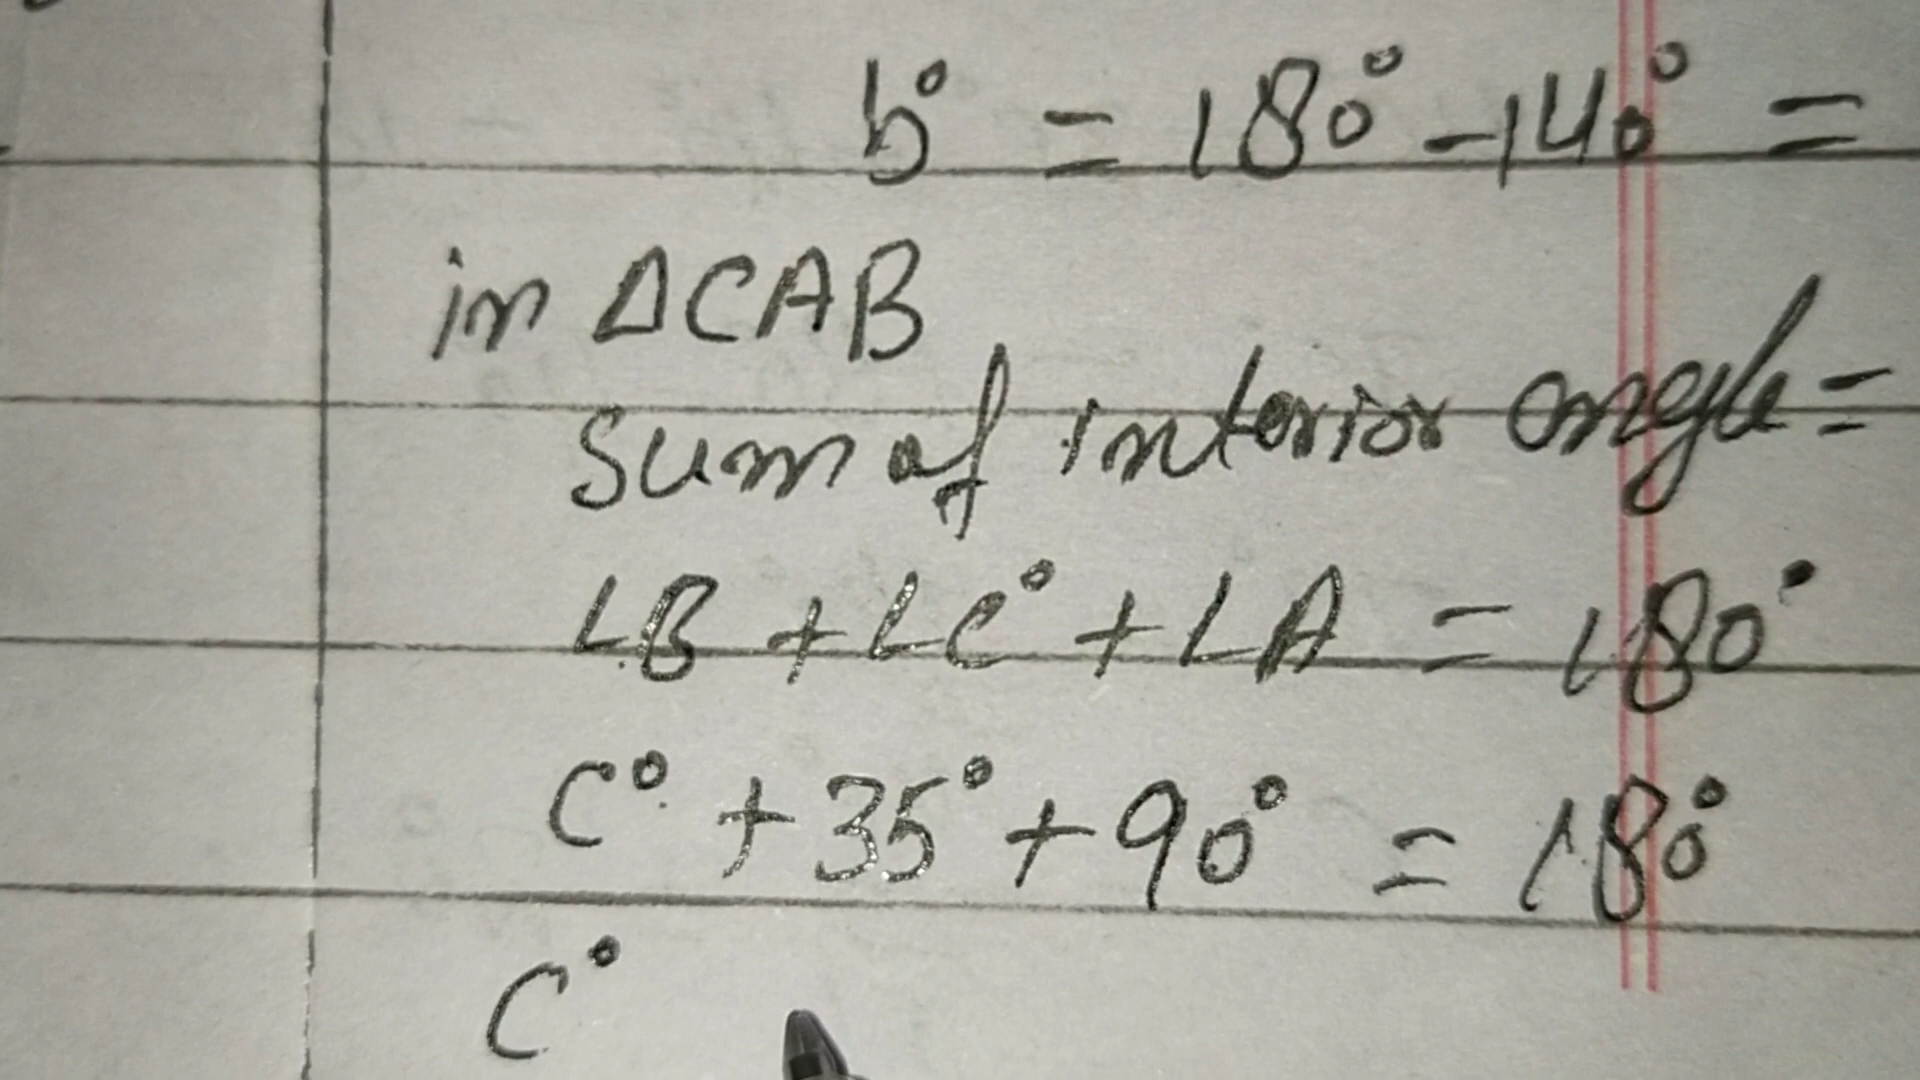 b° = 180° - 140° =
in ΔCAB
sum of interior angle =
∠B + ∠C° + ∠A = 180°
C° + 35° + 90° = 180°
C°